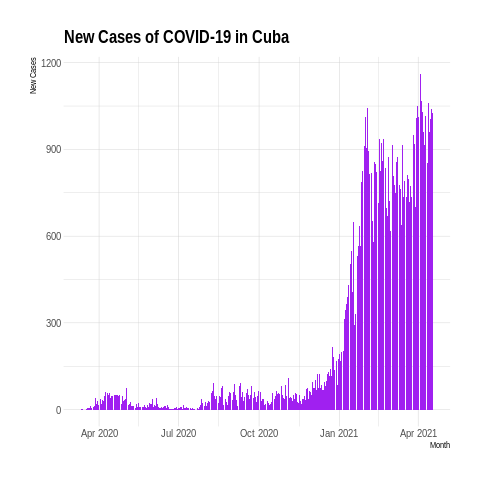 New Cases of COVID-19 in Cuba
New Cases
1200
900
600
300
0
Apr 2020
Jul 2020
Oct 2020
Jan 2021
Apr 2021
Month